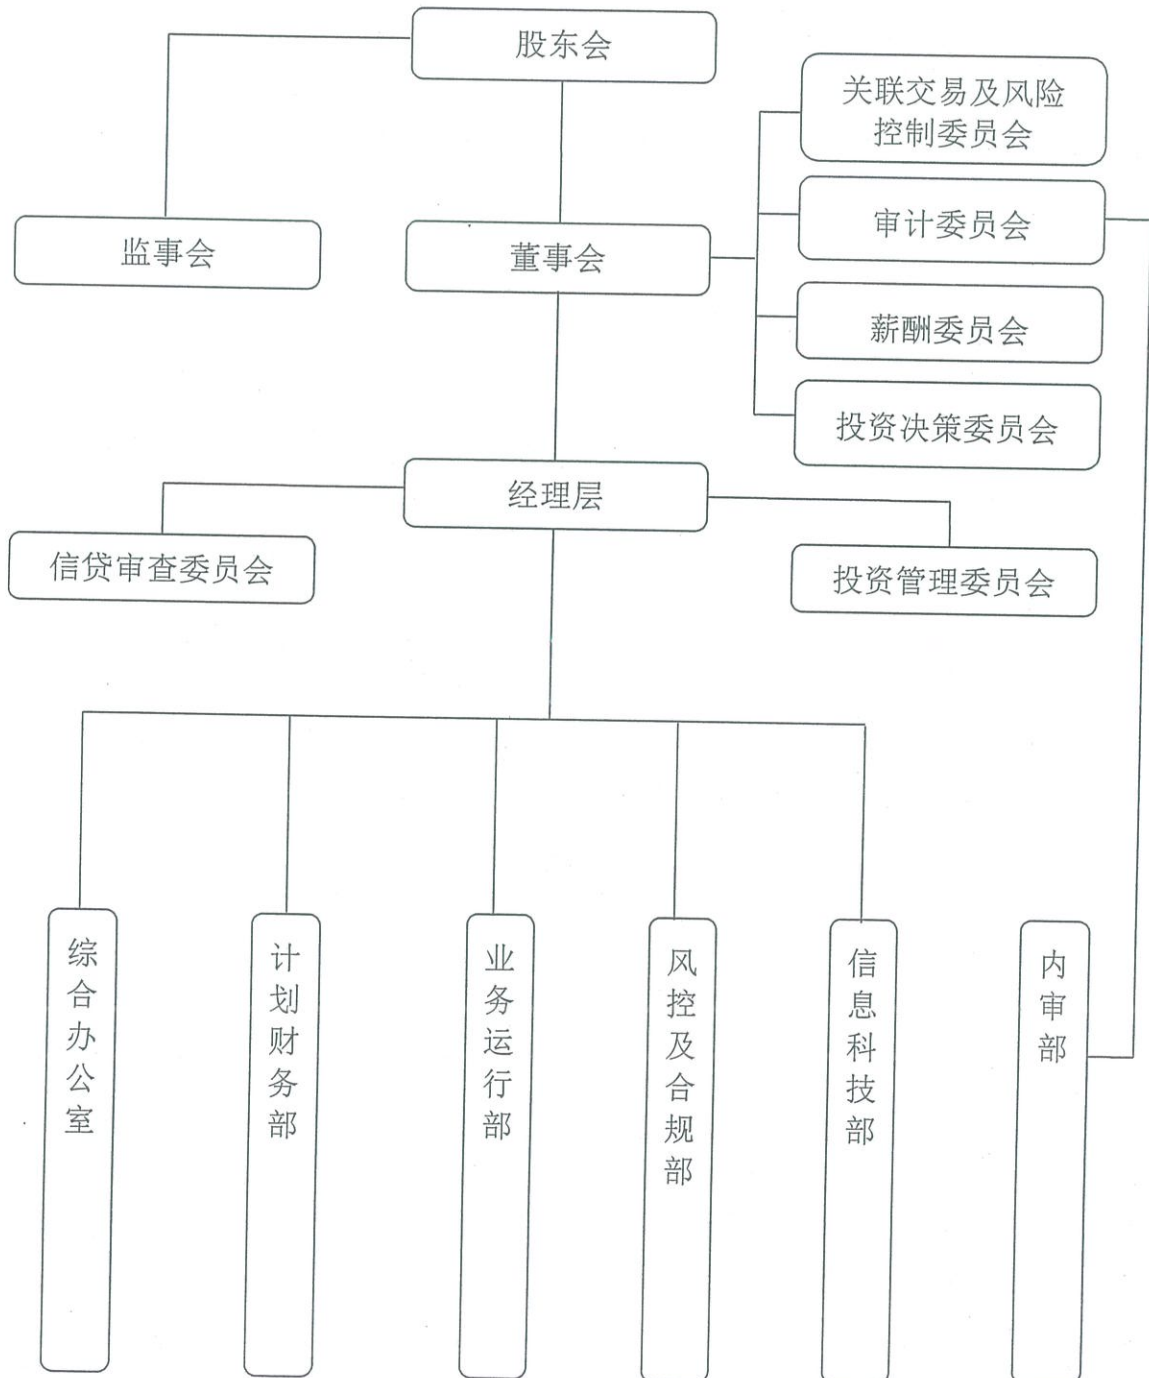 股东会
关联交易及风险
控制委员会
审计委员会
监事会
董事会
薪酬委员会
投资决策委员会
经理层
信贷审查委员会
投资管理委员会
综合办公室
计划财务部
业务运行部
风控及合规部
信息科技部
内审部